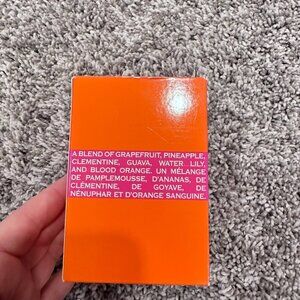 A BLEND OF GRAPEFRUIT, PINEAPPLE,
CLEMENTINE, GUAVA, WATER LILY,
AND BLOOD ORANGE. UN MÉLANGE
DE PAMPLEMOUSSE, D'ANANAS, DE
CLÉMENTINE, DE GOYAVE, DE
NÉNUPHAR ET D'ORANGE SANGUINE.